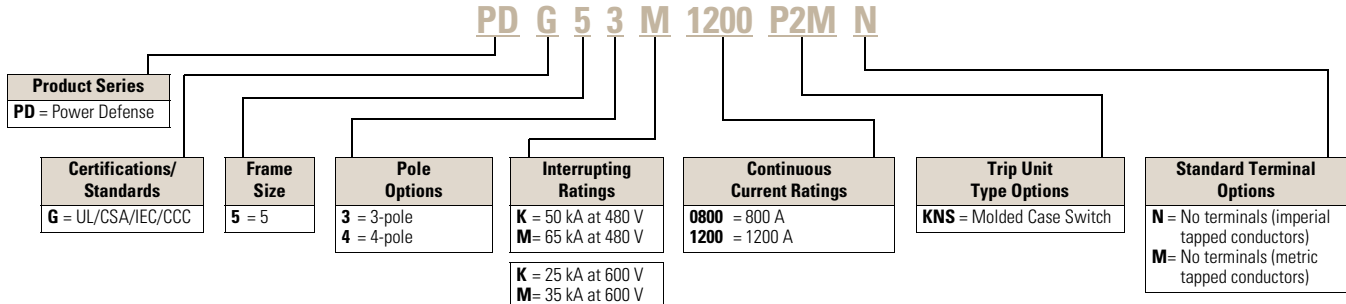 PD G 5 3 M 1200 P2M N
Product Series
PD = Power Defense
Certifications/
Standards
G = UL/CSA/IEC/CCC
Frame
Size
5 = 5
Pole
Options
3 = 3-pole
4 = 4-pole
Interrupting
Ratings
K = 50 kA at 480 V
M= 65 kA at 480 V
K = 25 kA at 600 V
M= 35 kA at 600 V
Continuous
Current Ratings
0800 = 800 A
1200 = 1200 A
Trip Unit
Type Options
KNS = Molded Case Switch
Standard Terminal
Options
N = No terminals (imperial
tapped conductors)
M= No terminals (metric
tapped conductors)